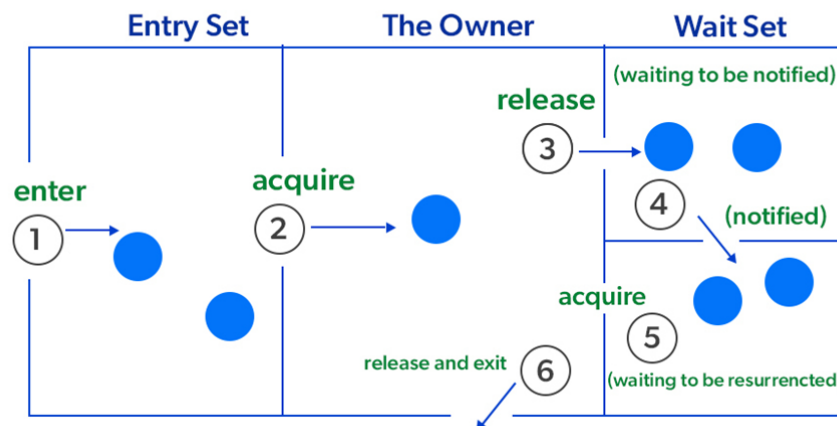 Entry Set
The Owner
Wait Set
(waiting to be notified)
release
3
enter
acquire
1
2
4
(notified)
acquire
5
release and exit
6
(waiting to be resurrencted)